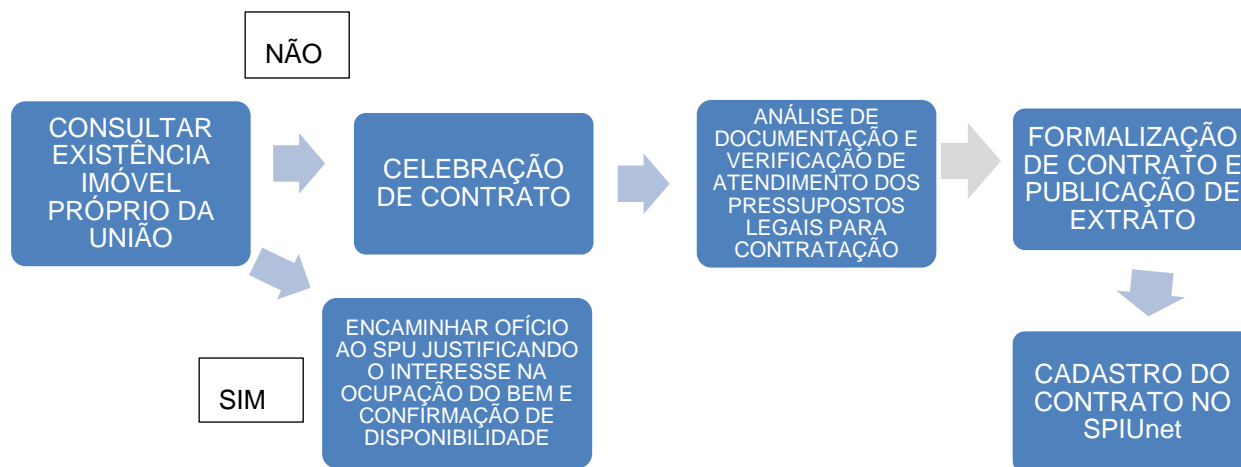 NÃO
CONSULTAR
EXISTÊNCIA
IMÓVEL
PRÓPRIO DA
UNIÃO
CELEBRAÇÃO
DE CONTRATO
ANÁLISE DE
DOCUMENTAÇÃO E
VERIFICAÇÃO DE
ATENDIMENTO DOS
PRESSUPOSTOS
LEGAIS PARA
CONTRATAÇÃO
FORMALIZAÇÃO
DE CONTRATO E
PUBLICAÇÃO DE
EXTRATO
SIM
ENCAMINHAR OFÍCIO
AO SPU JUSTIFICANDO
O INTERESSE NA
OCUPAÇÃO DO BEM E
CONFIRMAÇÃO DE
DISPONIBILIDADE
CADASTRO DO
CONTRATO NO
SPIUnet